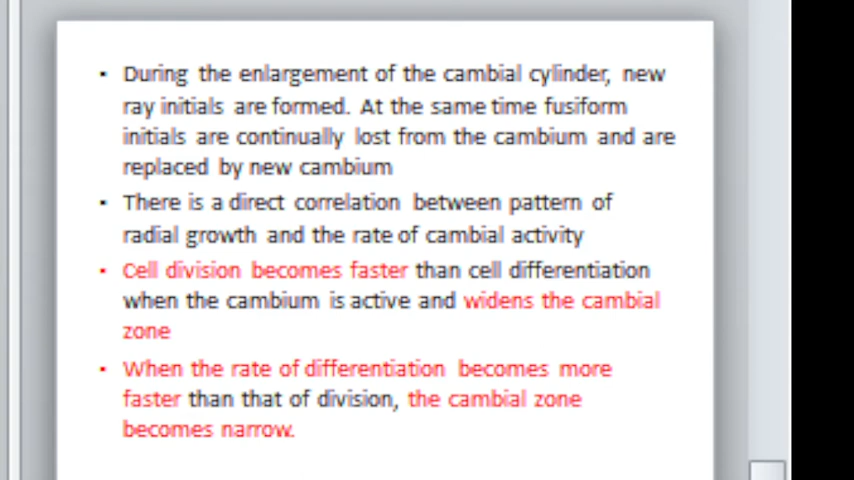 • During the enlargement of the cambial cylinder, new
ray initials are formed. At the same time fusiform
initials are continually lost from the cambium and are
replaced by new cambium
• There is a direct correlation between pattern of
radial growth and the rate of cambial activity
• Cell division becomes faster than cell differentiation
when the cambium is active and widens the cambial
zone
• When the rate of differentiation becomes more
faster than that of division, the cambial zone
becomes narrow.